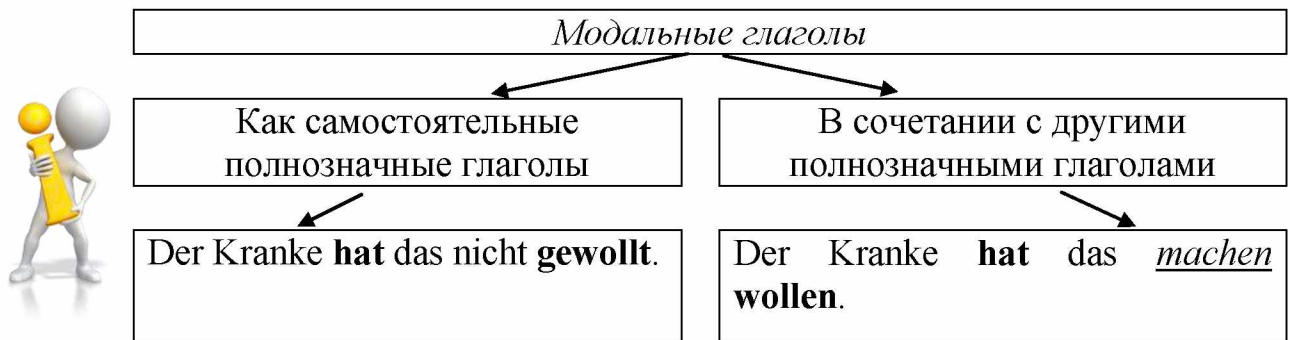 Модальные глаголы
Как самостоятельные
полнозначные глаголы
В сочетании с другими
полнозначными глаголами
Der Kranke hat das nicht gewollt.
Der Kranke hat das machen
wollen.